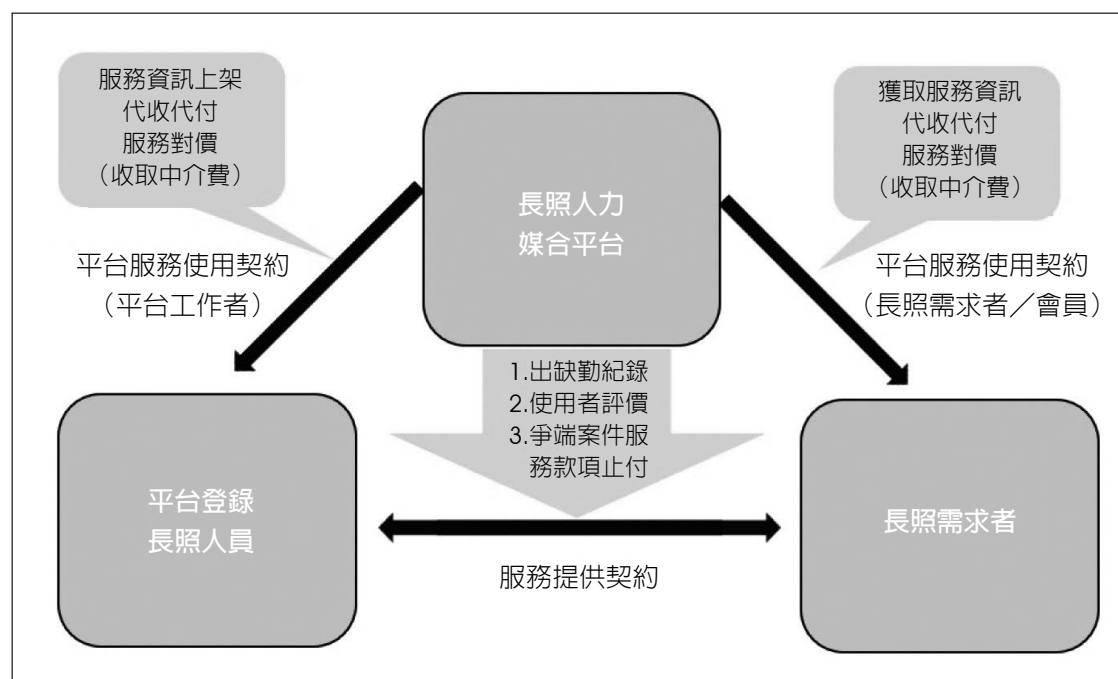 服務資訊上架
代收代付
服務對價
（收取中介費）
獲取服務資訊
代收代付
服務對價
（收取中介費）
長照人力
媒合平台
平台服務使用契約
（平台工作者）
平台服務使用契約
（長照需求者／會員）
1.出缺勤紀錄
2.使用者評價
3.爭端案件服
務款項止付
平台登錄
長照人員
長照需求者
服務提供契約